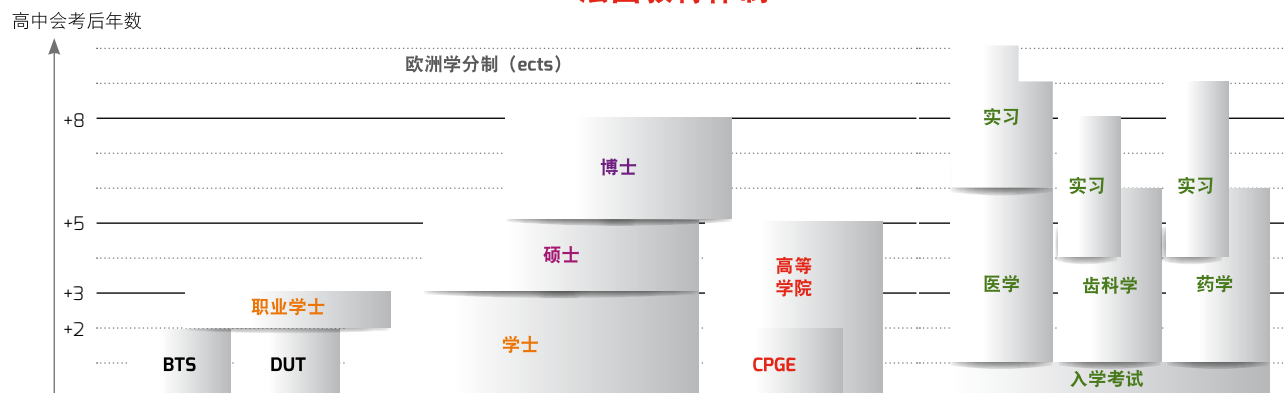 高中会考后年数
欧洲学分制（ects）
+8
+5
+3
+2
博士
硕士
职业学士
学士
BTS
DUT
高等
学院
CPGE
实习
实习
实习
医学
齿科学
药学
入学考试